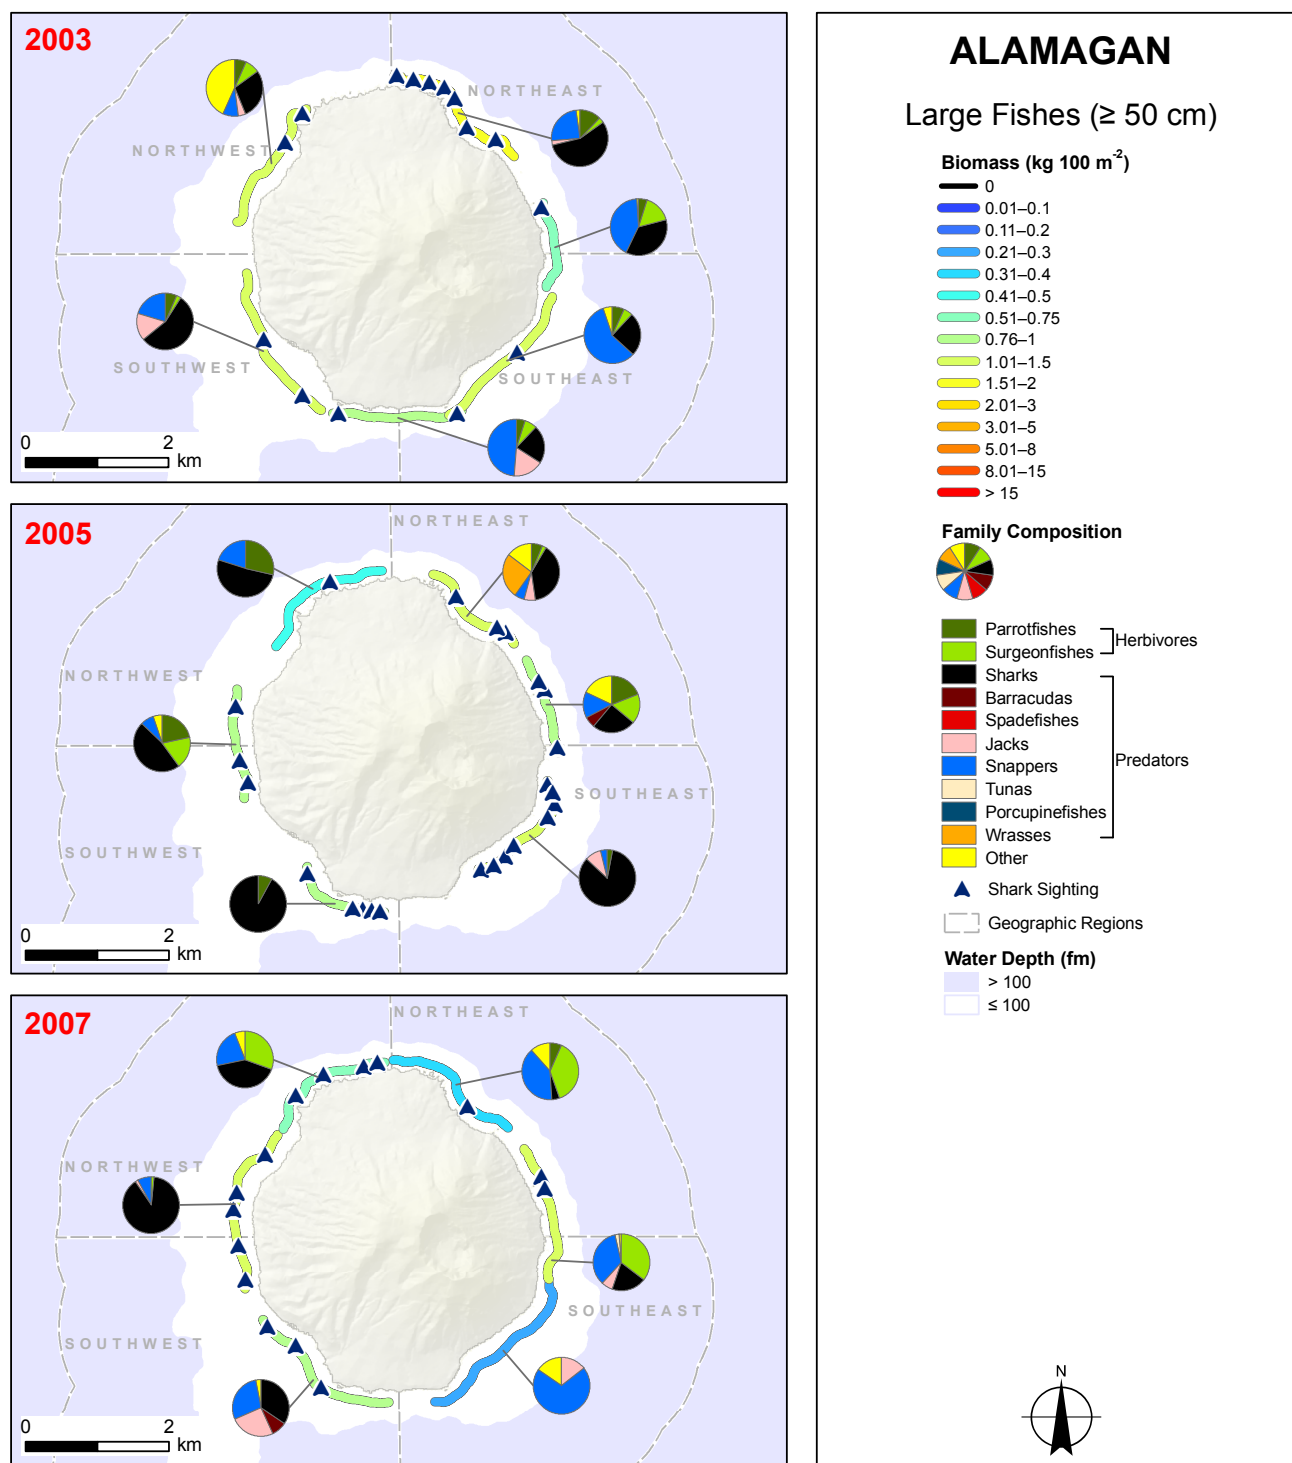 2003
NORTHEAST
NORTHWEST
SOUTHWEST
SOUTHEAST
0 2
km
2005
NORTHEAST
NORTHWEST
SOUTHEAST
SOUTHWEST
0 2
km
2007
NORTHEAST
NORTHWEST
SOUTHEAST
SOUTHWEST
0 2
km
ALAMAGAN
Large Fishes (≥ 50 cm)
Biomass (kg 100 m⁻²)
0
0.01–0.1
0.11–0.2
0.21–0.3
0.31–0.4
0.41–0.5
0.51–0.75
0.76–1
1.01–1.5
1.51–2
2.01–3
3.01–5
5.01–8
8.01–15
> 15
Family Composition
Parrotfishes
Surgeonfishes
Herbivores
Sharks
Barracudas
Spadefishes
Jacks
Snappers
Tunas
Porcupinefishes
Wrasses
Predators
Other
Shark Sighting
Geographic Regions
Water Depth (fm)
> 100
≤ 100
N